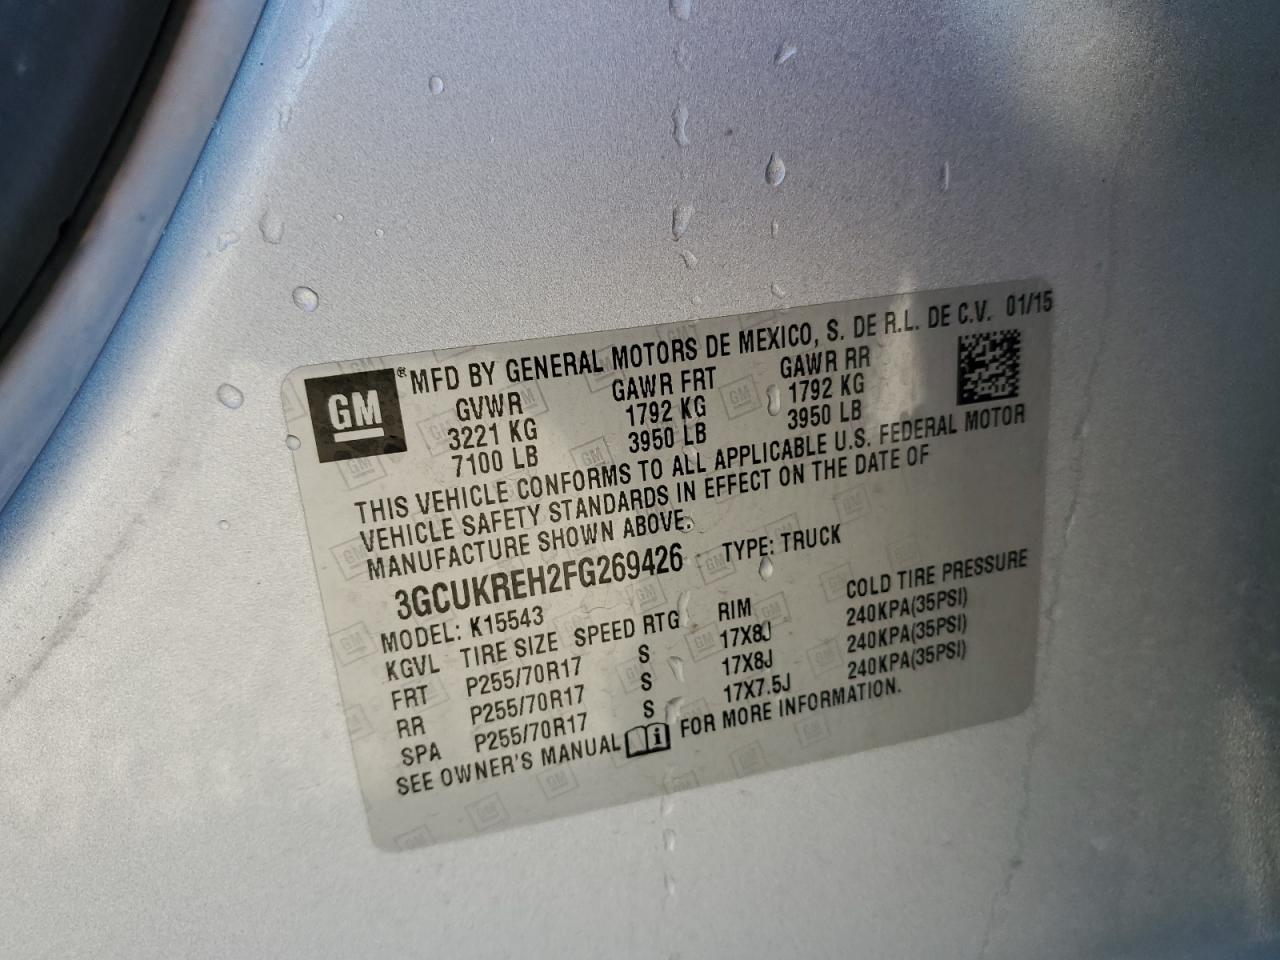 GM ® MFD BY GENERAL MOTORS DE MEXICO, S. DE R.L. DE C.V. 01/15
GVWR GAWR FRT GAWR RR
3221 KG 1792 KG 1792 KG
7100 LB 3950 LB 3950 LB
THIS VEHICLE CONFORMS TO ALL APPLICABLE U.S. FEDERAL MOTOR
VEHICLE SAFETY STANDARDS IN EFFECT ON THE DATE OF
MANUFACTURE SHOWN ABOVE.
3GCUKREH2FG269426 TYPE: TRUCK
MODEL: K15543
KGVL TIRE SIZE SPEED RTG RIM COLD TIRE PRESSURE
FRT P255/70R17 S 17X8J 240KPA(35PSI)
RR P255/70R17 S 17X8J 240KPA(35PSI)
SPA P255/70R17 S 17X7.5J 240KPA(35PSI)
SEE OWNER'S MANUAL i FOR MORE INFORMATION.